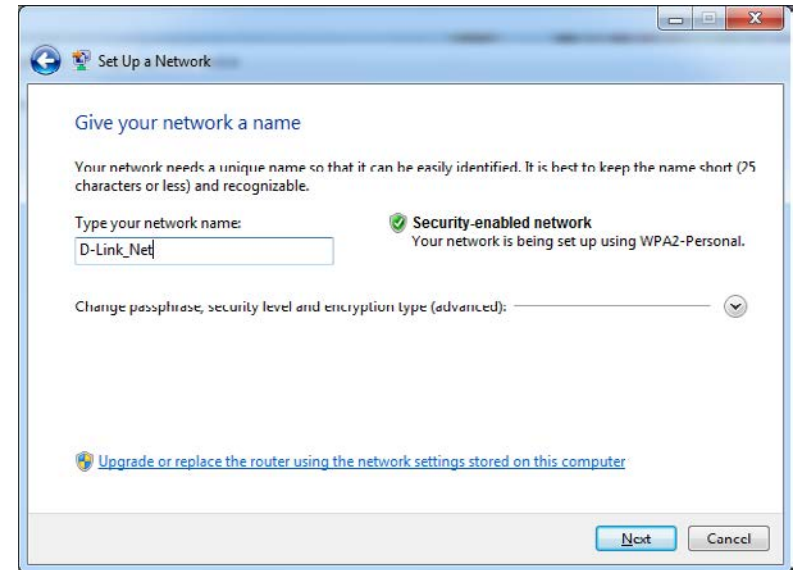 Set Up a Network
Give your network a name
Your network needs a unique name so that it can be easily identified. It is best to keep the name short (25
characters or less) and recognizable.
Type your network name:
D-Link_Net
Security-enabled network
Your network is being set up using WPA2-Personal.
Change passphrase, security level and encryption type (advanced):
Upgrade or replace the router using the network settings stored on this computer
Next
Cancel